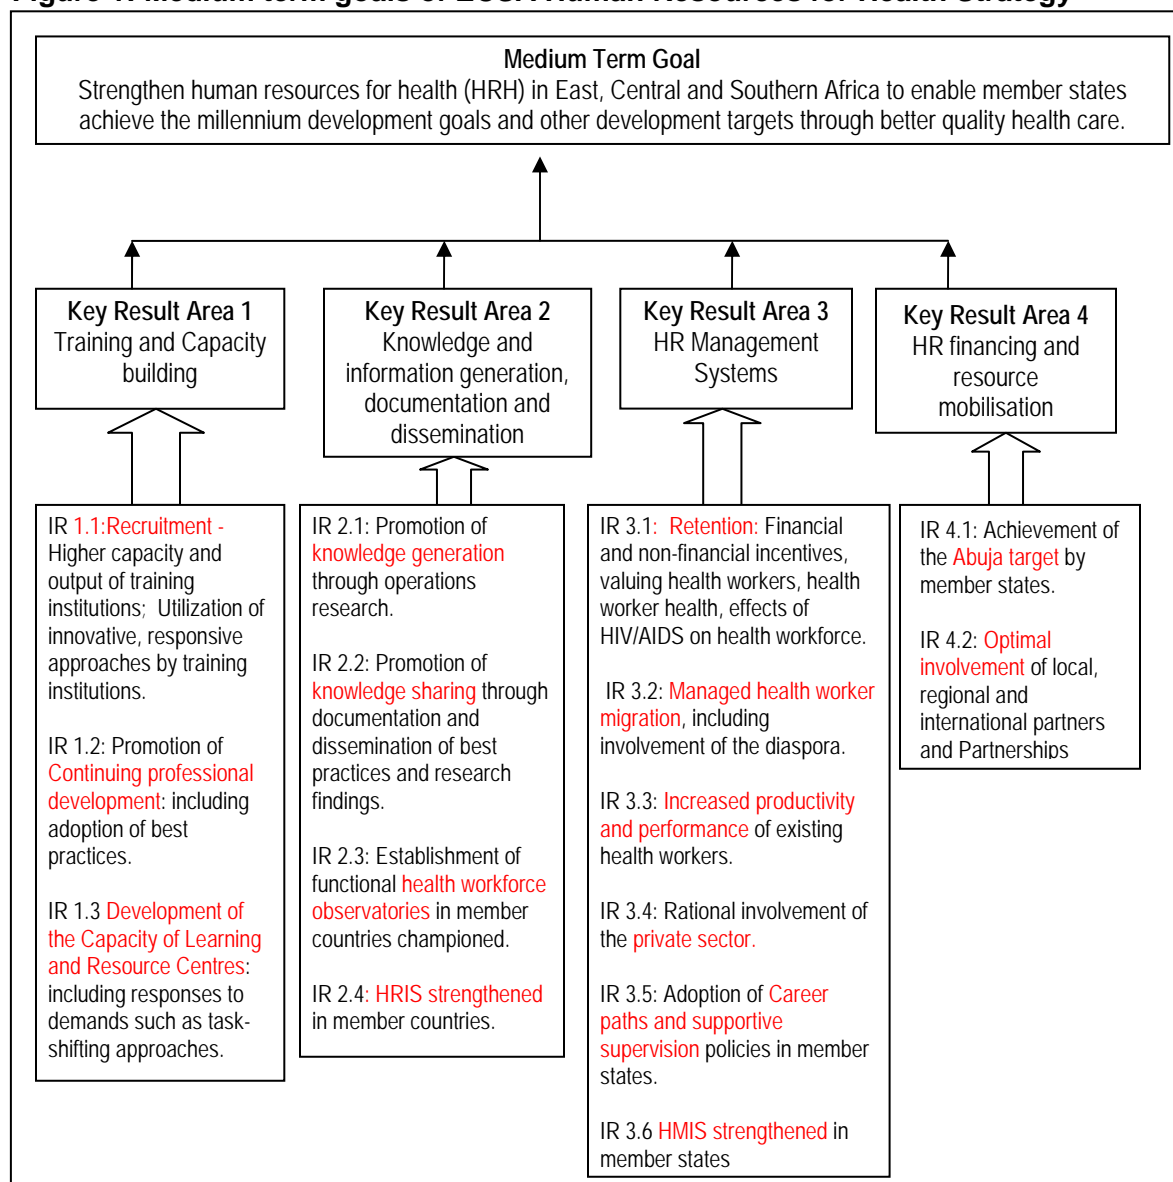 Figure 1: Medium term goals of ECSA Human Resources for Health Strategy
Medium Term Goal
Strengthen human resources for health (HRH) in East, Central and Southern Africa to enable member states
achieve the millennium development goals and other development targets through better quality health care.
Key Result Area 1
Training and Capacity
building
Key Result Area 2
Knowledge and
information generation,
documentation and
dissemination
Key Result Area 3
HR Management
Systems
Key Result Area 4
HR financing and
resource
mobilisation
IR 1.1:Recruitment -
Higher capacity and
output of training
institutions; Utilization of
innovative, responsive
approaches by training
institutions.
IR 1.2: Promotion of
Continuing professional
development: including
adoption of best
practices.
IR 1.3 Development of
the Capacity of Learning
and Resource Centres:
including responses to
demands such as task-
shifting approaches.
IR 2.1: Promotion of
knowledge generation
through operations
research.
IR 2.2: Promotion of
knowledge sharing through
documentation and
dissemination of best
practices and research
findings.
IR 2.3: Establishment of
functional health workforce
observatories in member
countries championed.
IR 2.4: HRIS strengthened
in member countries.
IR 3.1: Retention: Financial
and non-financial incentives,
valuing health workers, health
worker health, effects of
HIV/AIDS on health workforce.
IR 3.2: Managed health worker
migration, including
involvement of the diaspora.
IR 3.3: Increased productivity
and performance of existing
health workers.
IR 3.4: Rational involvement of
the private sector.
IR 3.5: Adoption of Career
paths and supportive
supervision policies in member
states.
IR 3.6 HMIS strengthened in
member states
IR 4.1: Achievement of
the Abuja target by
member states.
IR 4.2: Optimal
involvement of local,
regional and
international partners
and Partnerships